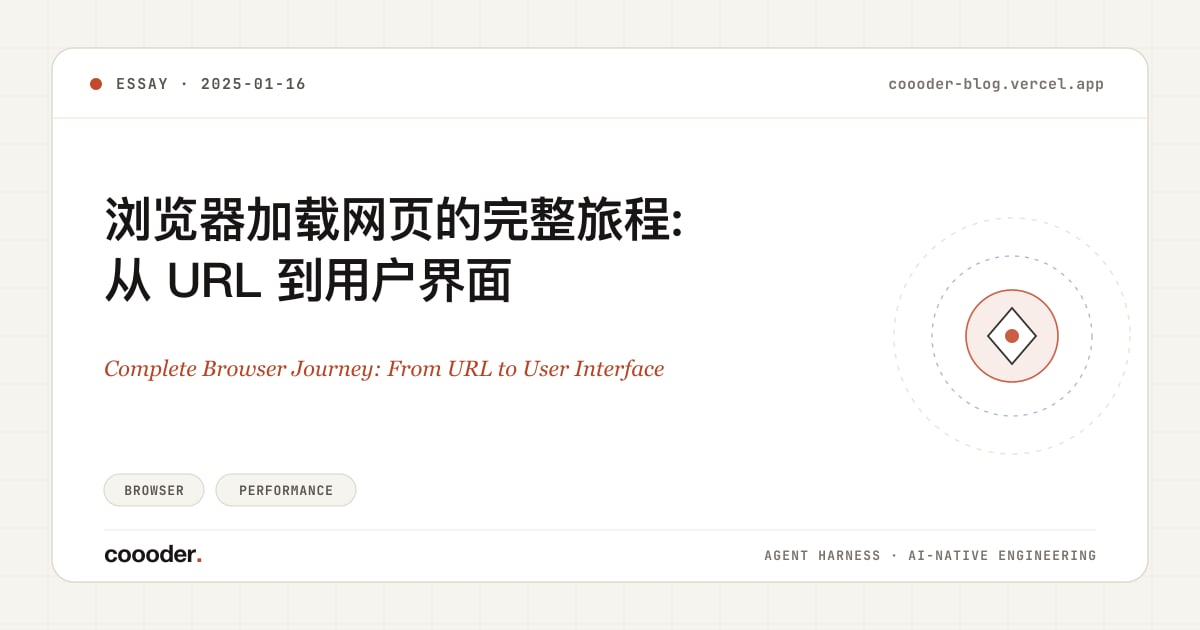 ESSAY · 2025-01-16
coooder-blog.vercel.app
浏览器加载网页的完整旅程:
从 URL 到用户界面
Complete Browser Journey: From URL to User Interface
BROWSER
PERFORMANCE
coooder.
AGENT HARNESS · AI-NATIVE ENGINEERING